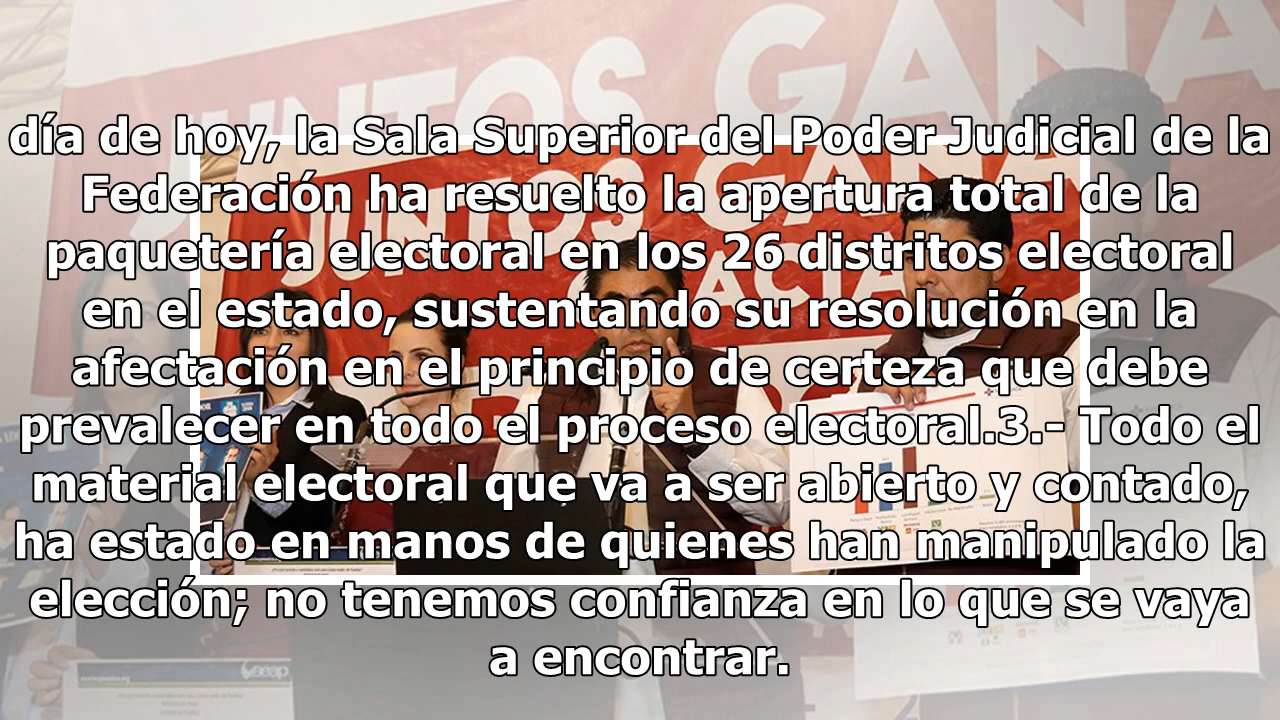 JUNTOS GANA
día de hoy, la Sala Superior del Poder Judicial de la
Federación ha resuelto la apertura total de la
paquetería electoral en los 26 distritos electoral
en el estado, sustentando su resolución en la
afectación en el principio de certeza que debe
prevalecer en todo el proceso electoral.3.- Todo el
material electoral que va a ser abierto y contado,
ha estado en manos de quienes han manipulado la
elección; no tenemos confianza en lo que se vaya
a encontrar.
JUNTOS GANA